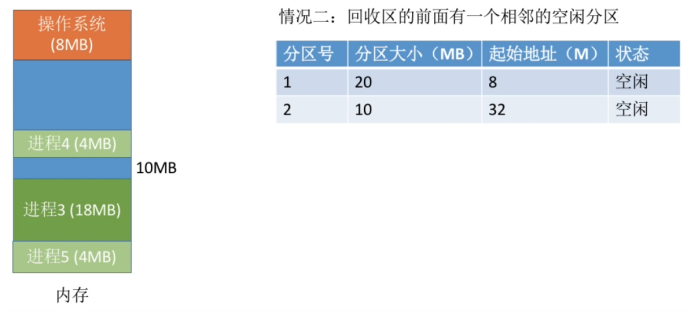 操作系统
(8MB)
进程4 (4MB)
10MB
进程3 (18MB)
进程5 (4MB)
内存
情况二：回收区的前面有一个相邻的空闲分区
分区号 分区大小（MB） 起始地址（M） 状态
1 20 8 空闲
2 10 32 空闲